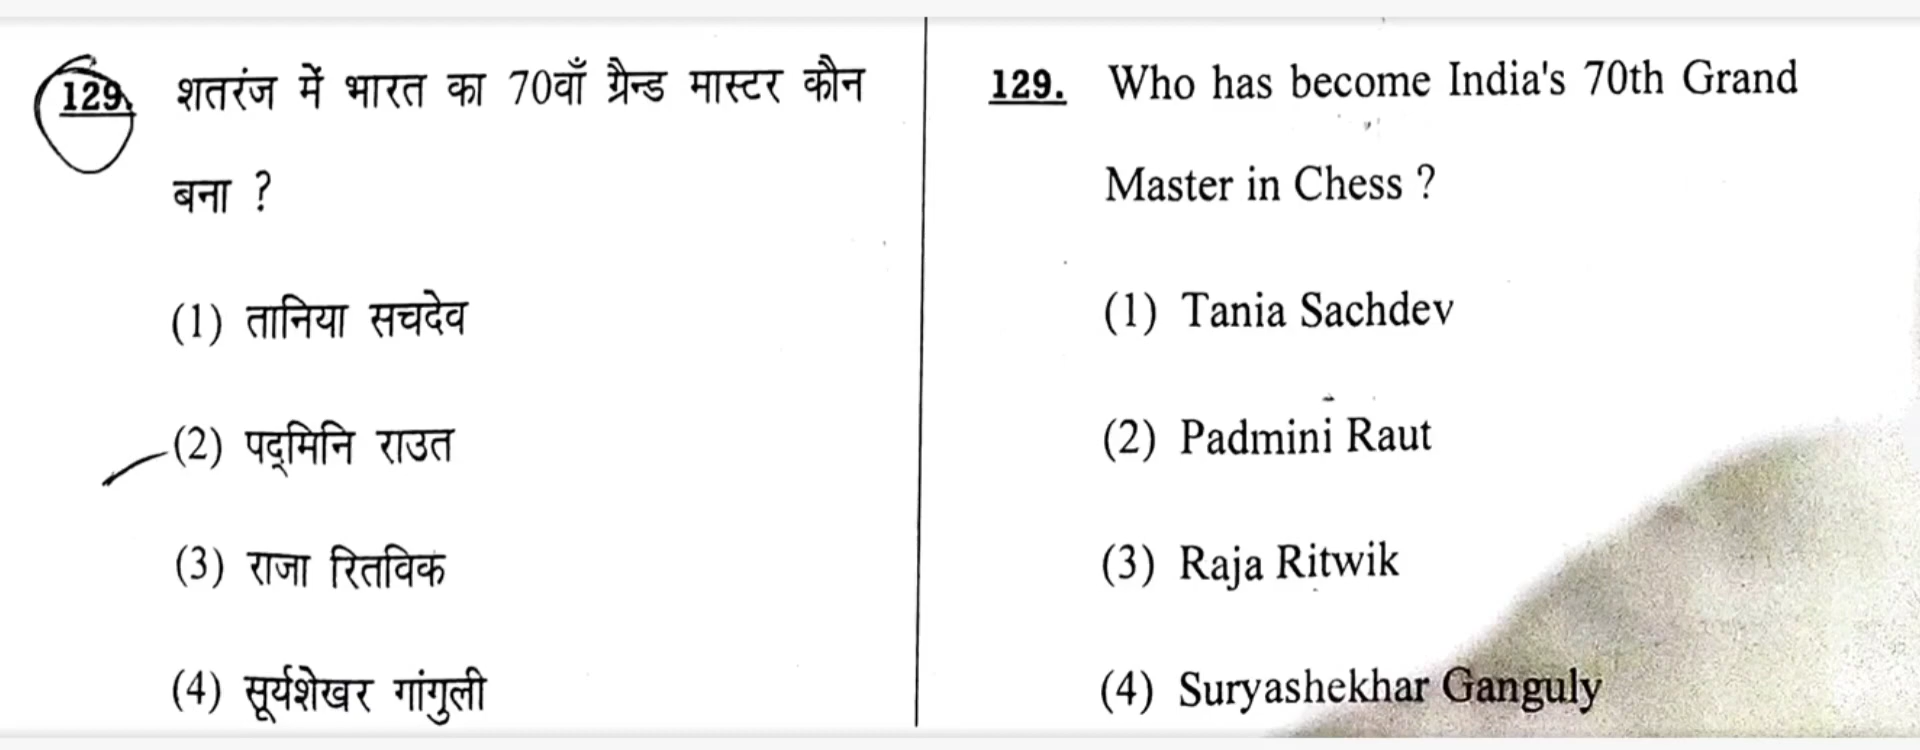 129. शतरंज में भारत का 70वाँ ग्रैन्ड मास्टर कौन
बना ?
(1) तानिया सचदेव
(2) पद्मिनि राउत
(3) राजा रितविक
(4) सूर्यशेखर गांगुली
129. Who has become India's 70th Grand
Master in Chess ?
(1) Tania Sachdev
(2) Padmini Raut
(3) Raja Ritwik
(4) Suryashekhar Ganguly